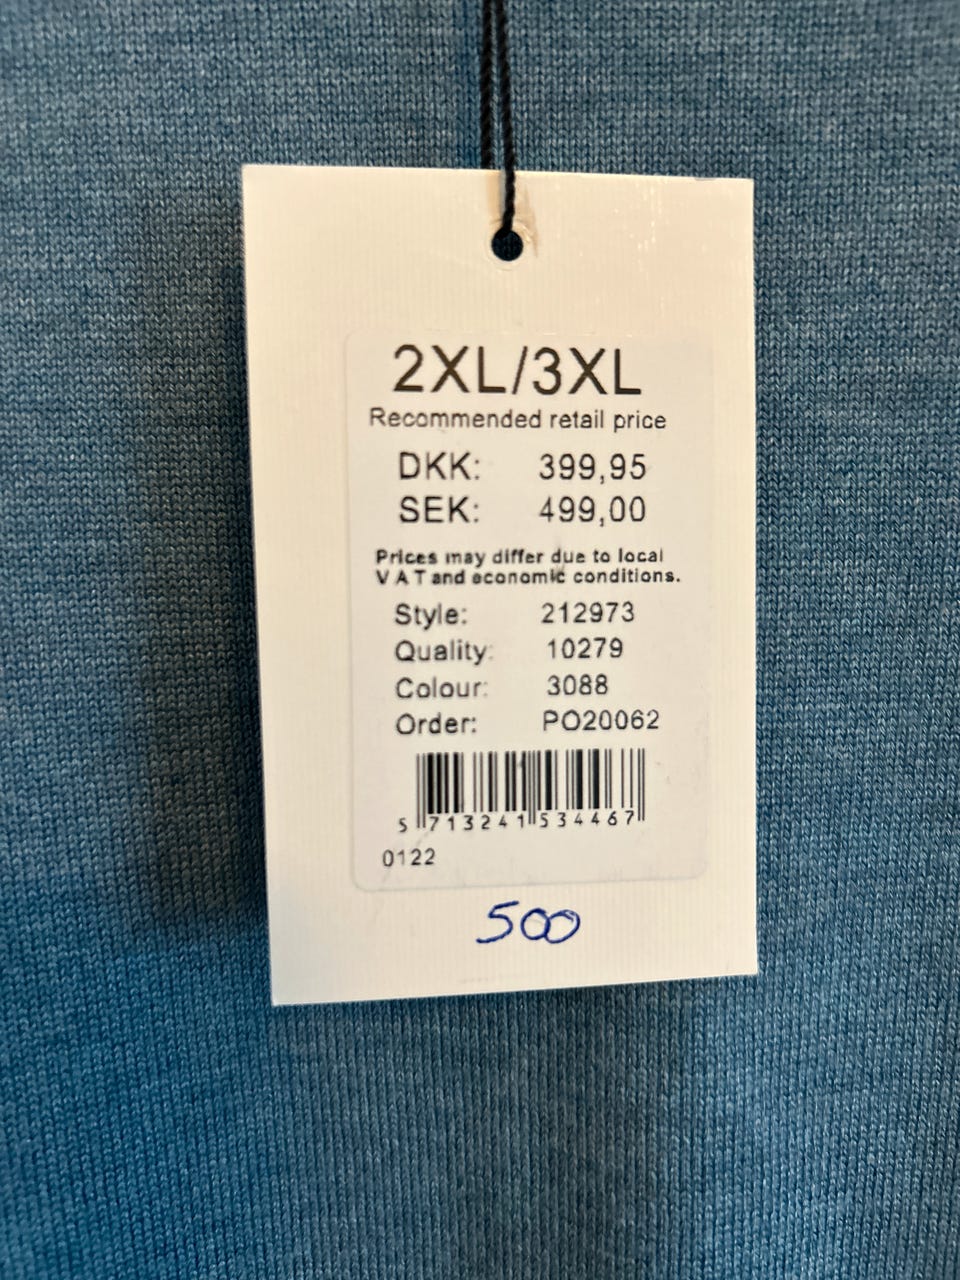 2XL/3XL
Recommended retail price
DKK: 399,95
SEK: 499,00
Prices may differ due to local
V A T and economic conditions.
Style: 212973
Quality: 10279
Colour: 3088
Order: PO20062
5 713241 534467
0122
500